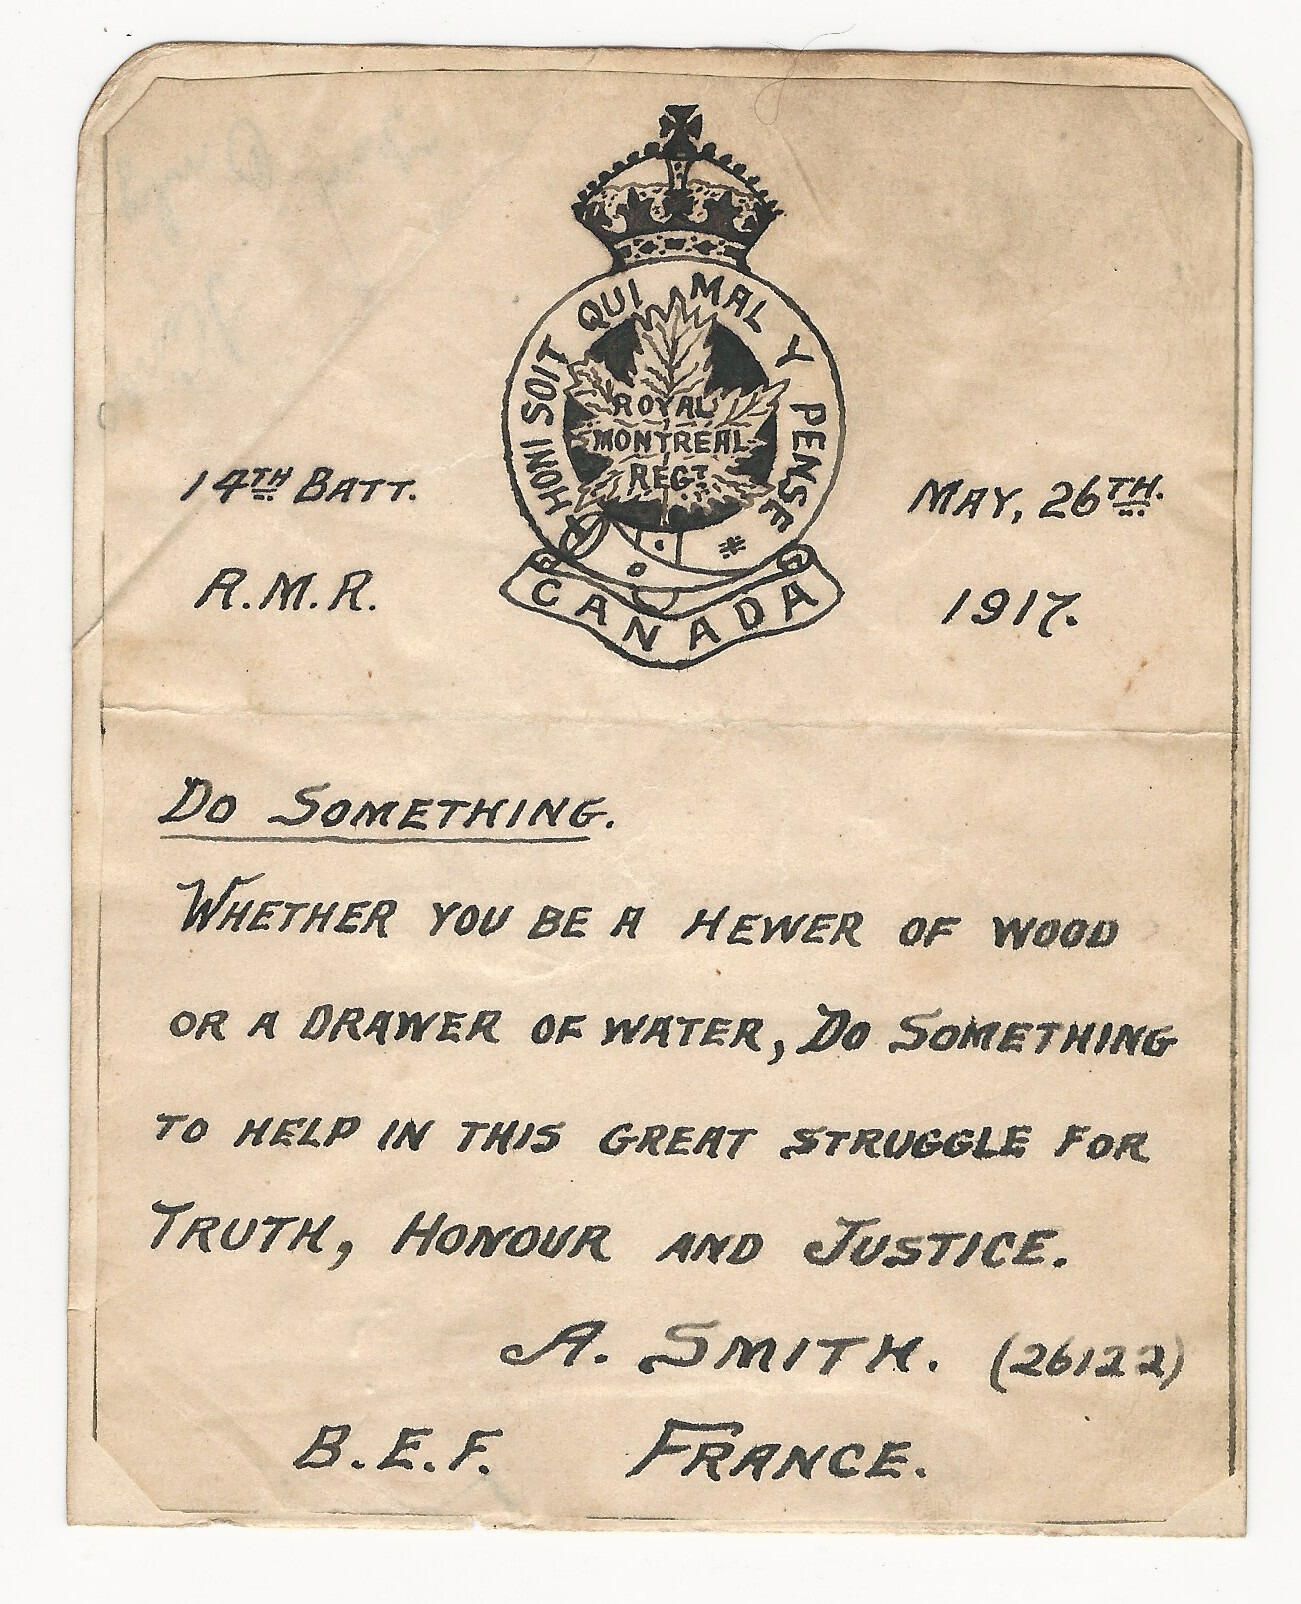 HONI SOIT QUI MAL Y PENSE
ROYAL
MONTREAL
REGT
CANADA
14TH BATT.
R.M.R.
MAY, 26TH.
1917.
DO SOMETHING.
WHETHER YOU BE A HEWER OF WOOD
OR A DRAWER OF WATER, DO SOMETHING
TO HELP IN THIS GREAT STRUGGLE FOR
TRUTH, HONOUR AND JUSTICE.
A. SMITH. (26122)
B.E.F. FRANCE.